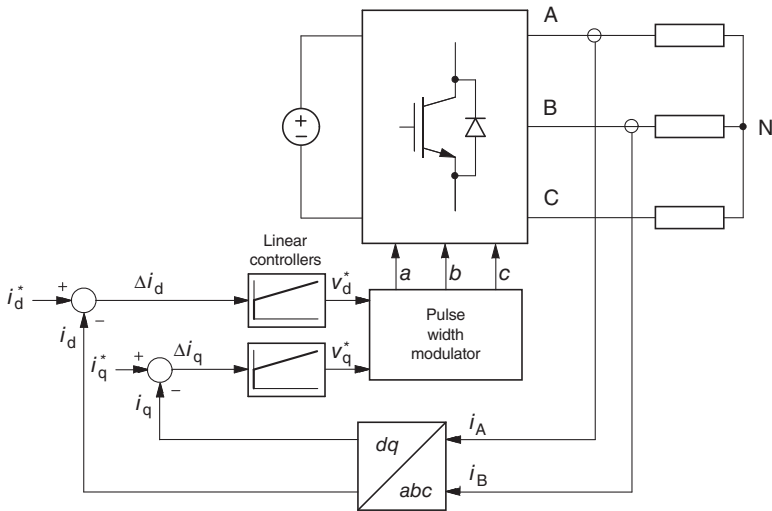 A
B
N
C
Linear
controllers
a
b
c
i*d
+
−
Δid
v*d
id
i*q
+
−
Δiq
v*q
iq
Pulse
width
modulator
dq
abc
iA
iB
+
−